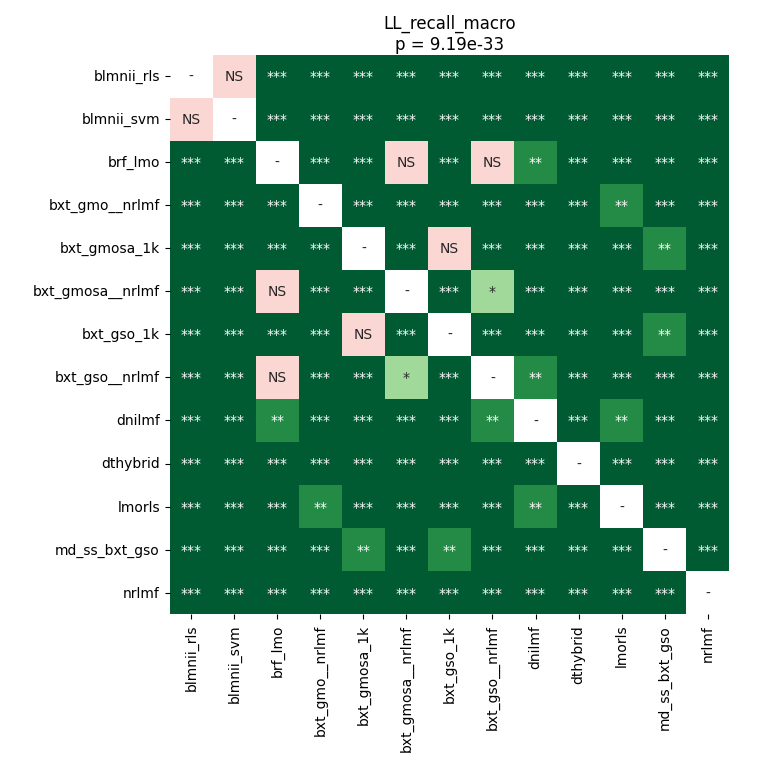 LL_recall_macro
p = 9.19e-33
blmnii_rls - NS *** *** *** *** *** *** *** *** *** *** ***
blmnii_svm NS - *** *** *** *** *** *** *** *** *** *** ***
brf_lmo *** *** - *** *** NS *** NS ** *** *** *** ***
bxt_gmo__nrlmf *** *** *** - *** *** *** *** *** *** ** *** ***
bxt_gmosa_1k *** *** *** *** - *** NS *** *** *** *** ** ***
bxt_gmosa__nrlmf *** *** NS *** *** - *** * *** *** *** *** ***
bxt_gso_1k *** *** *** *** NS *** - *** *** *** *** ** ***
bxt_gso__nrlmf *** *** NS *** *** * *** - ** *** *** *** ***
dnilmf *** *** ** *** *** *** *** ** - *** ** *** ***
dthybrid *** *** *** *** *** *** *** *** *** - *** *** ***
lmorls *** *** *** ** *** *** *** *** ** *** - *** ***
md_ss_bxt_gso *** *** *** *** ** *** ** *** *** *** *** - ***
nrlmf *** *** *** *** *** *** *** *** *** *** *** *** -
blmnii_rls
blmnii_svm
brf_lmo
bxt_gmo__nrlmf
bxt_gmosa_1k
bxt_gmosa__nrlmf
bxt_gso_1k
bxt_gso__nrlmf
dnilmf
dthybrid
lmorls
md_ss_bxt_gso
nrlmf